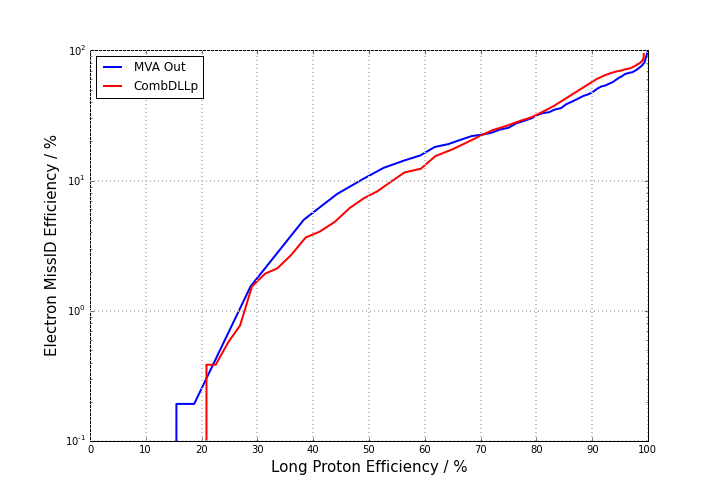 MVA Out
CombDLLp
10²
10¹
10⁰
10⁻¹
Electron MissID Efficiency / %
0 10 20 30 40 50 60 70 80 90 100
Long Proton Efficiency / %